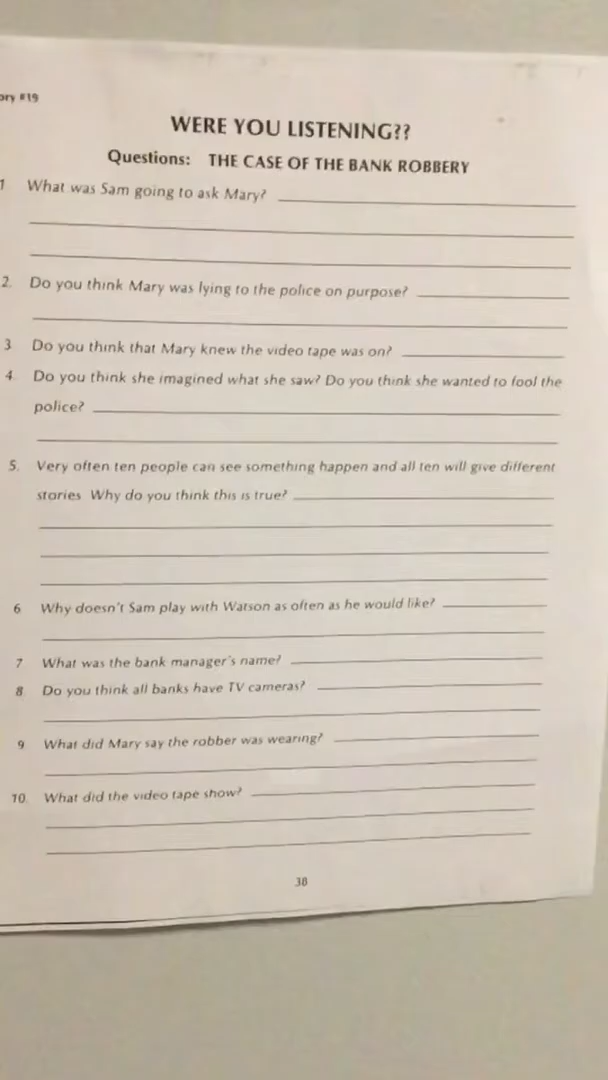 ory #19
WERE YOU LISTENING??
Questions: THE CASE OF THE BANK ROBBERY
1 What was Sam going to ask Mary?
2. Do you think Mary was lying to the police on purpose?
3 Do you think that Mary knew the video tape was on?
4. Do you think she imagined what she saw? Do you think she wanted to fool the
police?
5. Very often ten people can see something happen and all ten will give different
stories Why do you think this is true?
6 Why doesn't Sam play with Watson as often as he would like?
7 What was the bank manager's name?
8 Do you think all banks have TV cameras?
9 What did Mary say the robber was wearing?
10. What did the video tape show?
38